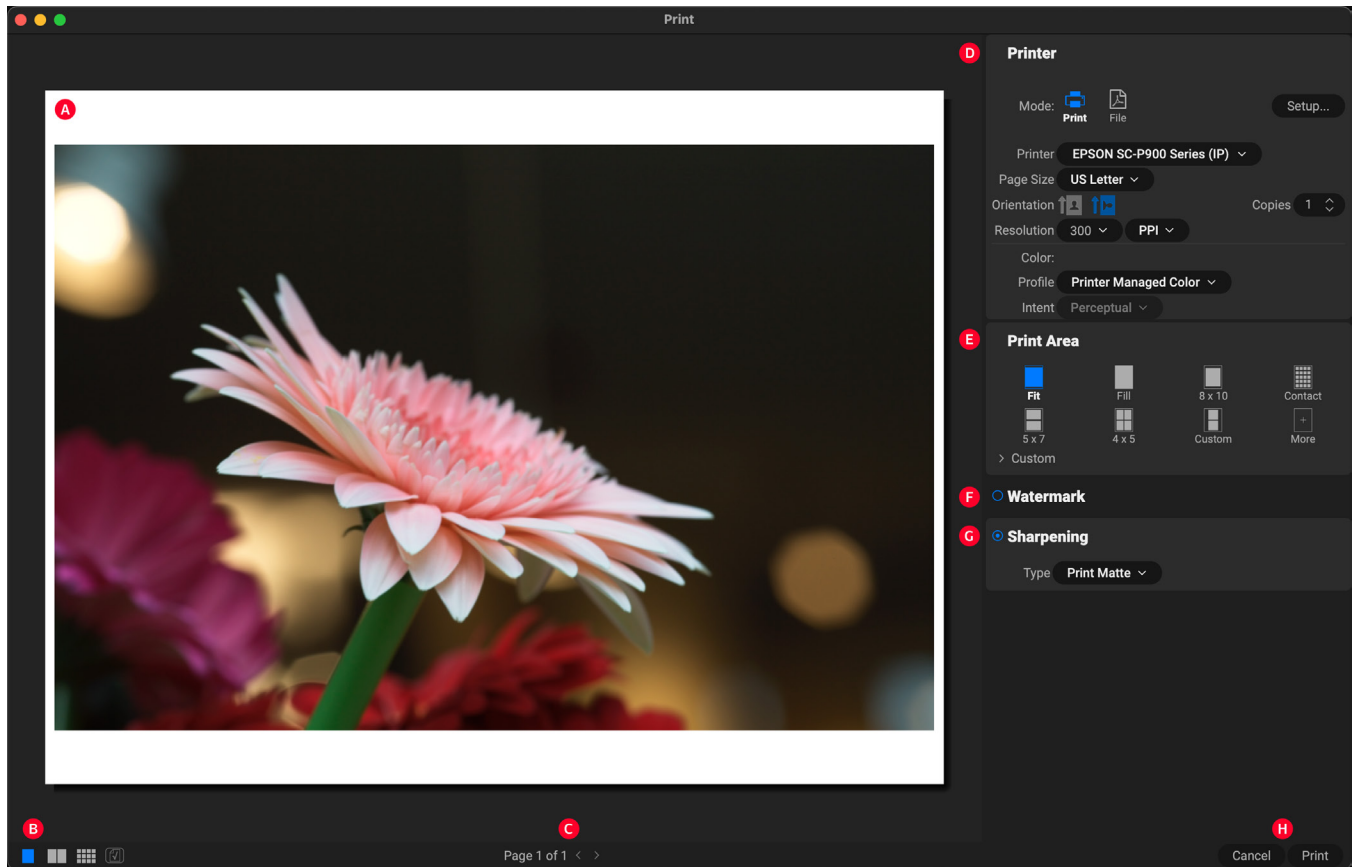 Print
D Printer
A
Mode: Print File Setup...
Printer EPSON SC-P900 Series (IP)
Page Size US Letter
Orientation Copies 1
Resolution 300 PPI
Color:
Profile Printer Managed Color
Intent Perceptual
E Print Area
Fit Fill 8 x 10 Contact
5 x 7 4 x 5 Custom More
> Custom
F Watermark
G Sharpening
Type Print Matte
B C H
Page 1 of 1 < > Cancel Print